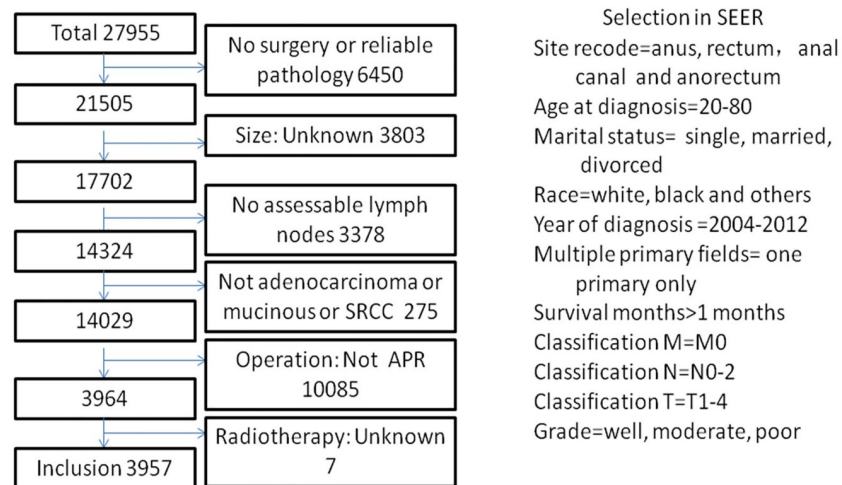 Total 27955
No surgery or reliable
pathology 6450
21505
Size: Unknown 3803
17702
No assessable lymph
nodes 3378
14324
Not adenocarcinoma or
mucinous or SRCC 275
14029
Operation: Not APR
10085
3964
Radiotherapy: Unknown
7
Inclusion 3957
Selection in SEER
Site recode=anus, rectum， anal
canal and anorectum
Age at diagnosis=20-80
Marital status= single, married,
divorced
Race=white, black and others
Year of diagnosis =2004-2012
Multiple primary fields= one
primary only
Survival months>1 months
Classification M=M0
Classification N=N0-2
Classification T=T1-4
Grade=well, moderate, poor